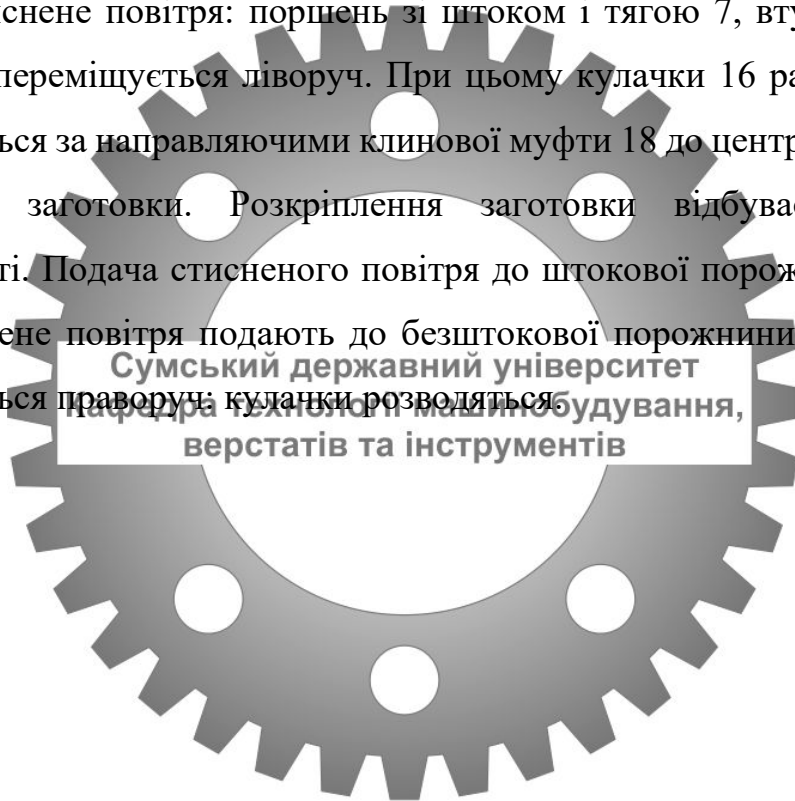 снене повітря: поршень зі штоком і тягою 7, вту
переміщується ліворуч. При цьому кулачки 16 ра
ься за направляючими клинової муфти 18 до центр
заготовки. Розкріплення заготовки відбува
ті. Подача стисненого повітря до штокової порож
ене повітря подають до безштокової порожнини
Сумський державний університет
ься праворуч: кулачки розводяться.
Кафедра технології машинобудування,
верстатів та інструментів